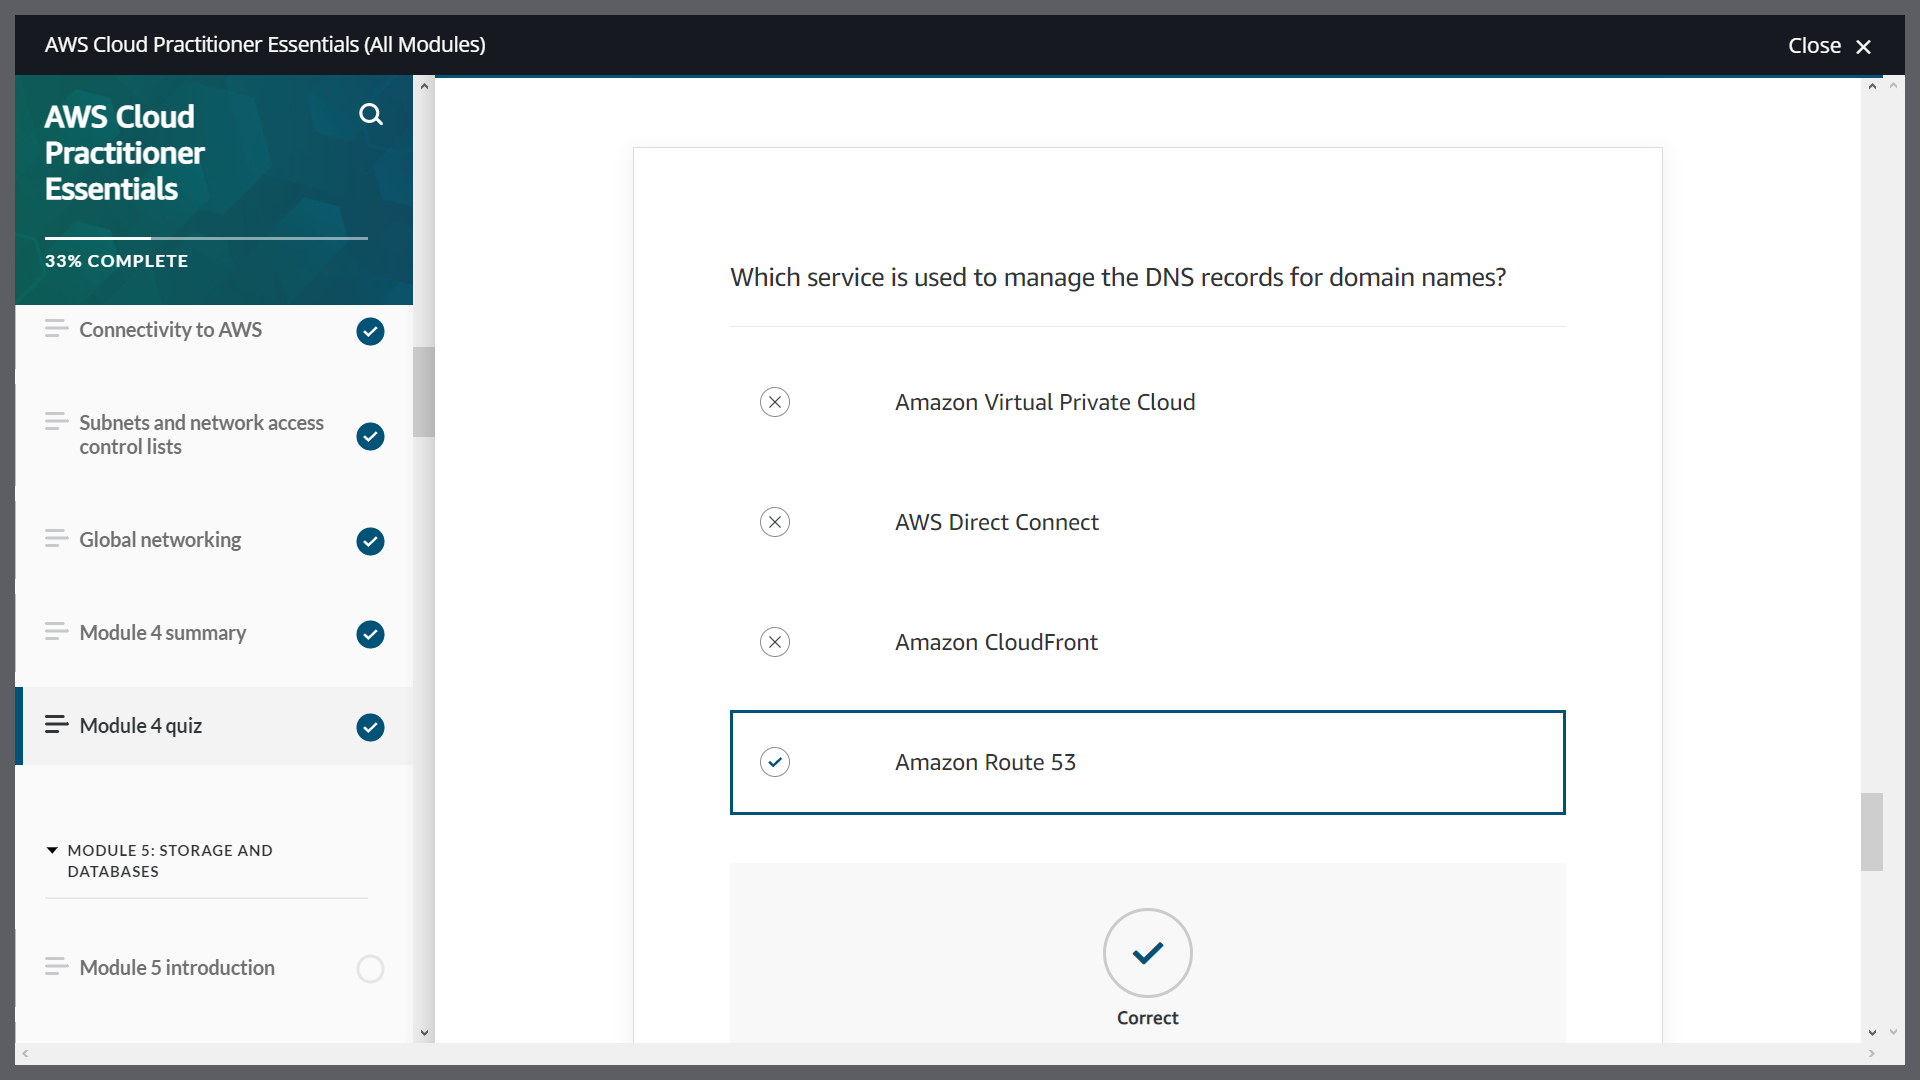 AWS Cloud Practitioner Essentials (All Modules)
Close
AWS Cloud
Practitioner
Essentials
33% COMPLETE
Connectivity to AWS
Subnets and network access
control lists
Global networking
Module 4 summary
Module 4 quiz
MODULE 5: STORAGE AND
DATABASES
Module 5 introduction
Which service is used to manage the DNS records for domain names?
Amazon Virtual Private Cloud
AWS Direct Connect
Amazon CloudFront
Amazon Route 53
Correct